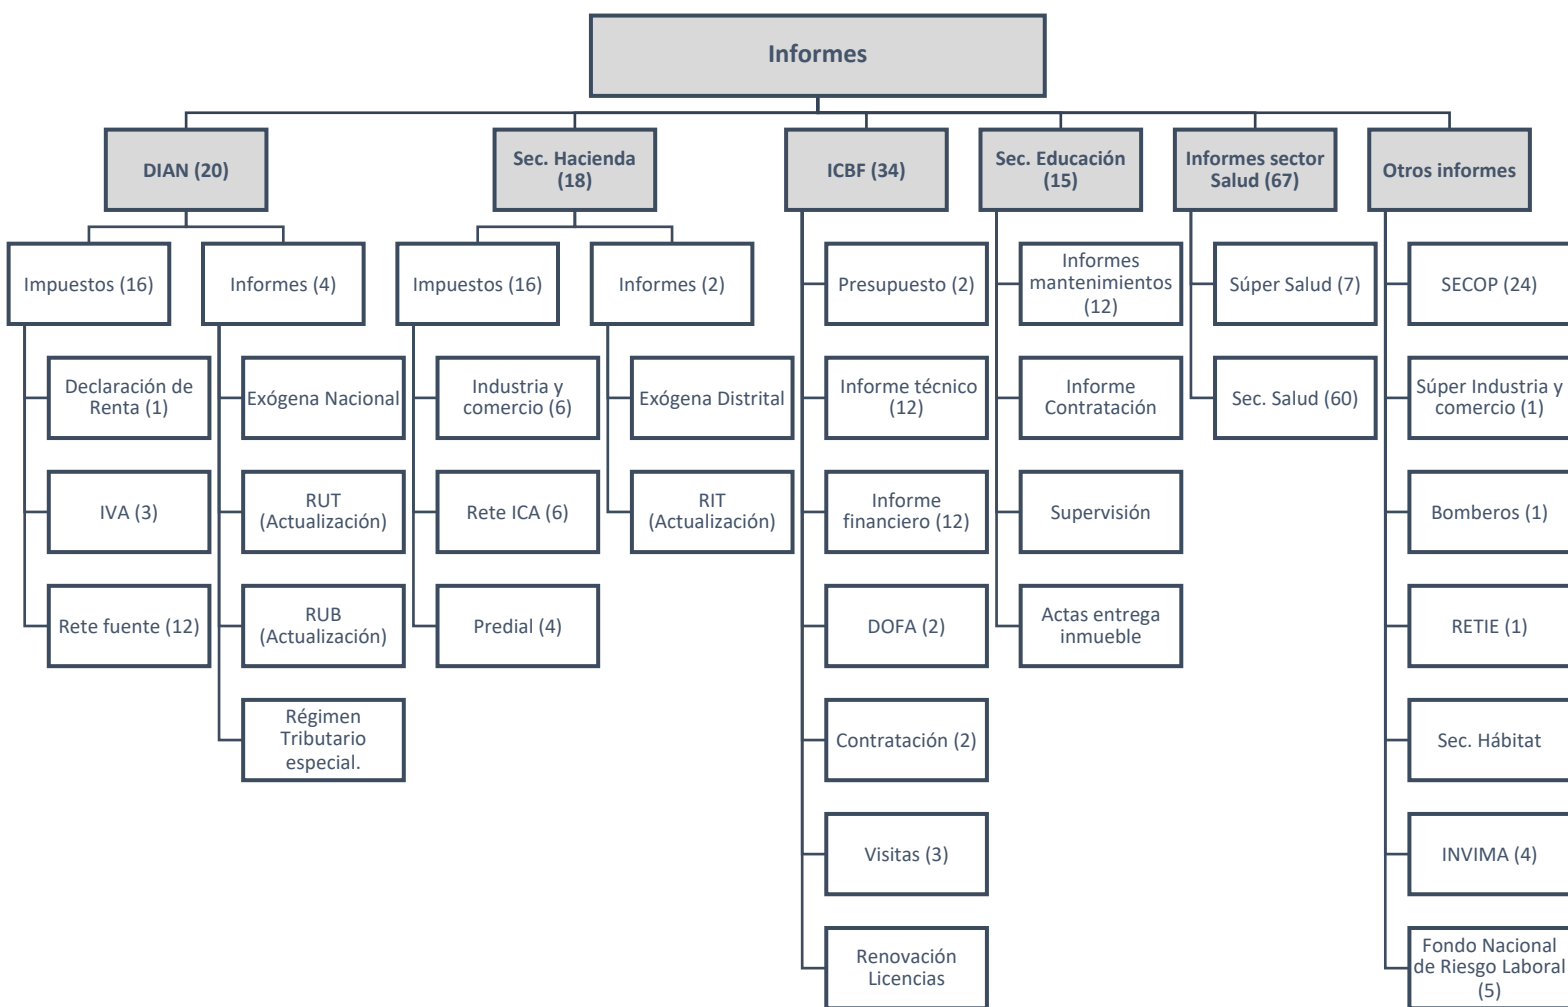 Informes
DIAN (20)
Sec. Hacienda
(18)
ICBF (34)
Sec. Educación
(15)
Informes sector
Salud (67)
Otros informes
Impuestos (16)
Informes (4)
Impuestos (16)
Informes (2)
Presupuesto (2)
Informes
mantenimientos
(12)
Súper Salud (7)
SECOP (24)
Declaración de
Renta (1)
Exógena Nacional
Industria y
comercio (6)
Exógena Distrital
Informe técnico
(12)
Informe
Contratación
Sec. Salud (60)
Súper Industria y
comercio (1)
IVA (3)
RUT
(Actualización)
Rete ICA (6)
RIT
(Actualización)
Informe
financiero (12)
Supervisión
Bomberos (1)
Rete fuente (12)
RUB
(Actualización)
Predial (4)
DOFA (2)
Actas entrega
inmueble
RETIE (1)
Régimen
Tributario
especial.
Contratación (2)
Sec. Hábitat
Visitas (3)
INVIMA (4)
Renovación
Licencias
Fondo Nacional
de Riesgo Laboral
(5)